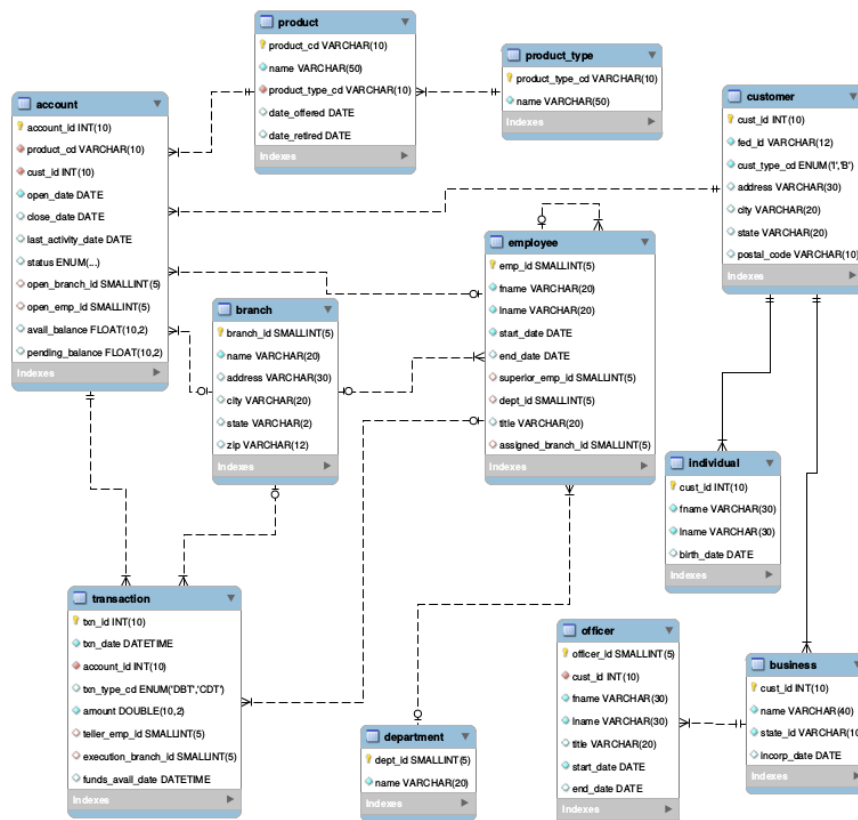 product
product_cd VARCHAR(10)
name VARCHAR(50)
product_type_cd VARCHAR(10)
date_offered DATE
date_retired DATE
Indexes
product_type
product_type_cd VARCHAR(10)
name VARCHAR(50)
Indexes
account
account_id INT(10)
product_cd VARCHAR(10)
cust_id INT(10)
open_date DATE
close_date DATE
last_activity_date DATE
status ENUM(...)
open_branch_id SMALLINT(5)
open_emp_id SMALLINT(5)
avail_balance FLOAT(10,2)
pending_balance FLOAT(10,2)
Indexes
customer
cust_id INT(10)
fed_id VARCHAR(12)
cust_type_cd ENUM('I','B')
address VARCHAR(30)
city VARCHAR(20)
state VARCHAR(20)
postal_code VARCHAR(10)
Indexes
employee
emp_id SMALLINT(5)
fname VARCHAR(20)
lname VARCHAR(20)
start_date DATE
end_date DATE
superior_emp_id SMALLINT(5)
dept_id SMALLINT(5)
title VARCHAR(20)
assigned_branch_id SMALLINT(5)
Indexes
branch
branch_id SMALLINT(5)
name VARCHAR(20)
address VARCHAR(30)
city VARCHAR(20)
state VARCHAR(2)
zip VARCHAR(12)
Indexes
individual
cust_id INT(10)
fname VARCHAR(30)
lname VARCHAR(30)
birth_date DATE
Indexes
transaction
txn_id INT(10)
txn_date DATETIME
account_id INT(10)
txn_type_cd ENUM('DBT','CDT')
amount DOUBLE(10,2)
teller_emp_id SMALLINT(5)
execution_branch_id SMALLINT(5)
funds_avail_date DATETIME
Indexes
officer
officer_id SMALLINT(5)
cust_id INT(10)
fname VARCHAR(30)
lname VARCHAR(30)
title VARCHAR(20)
start_date DATE
end_date DATE
Indexes
business
cust_id INT(10)
name VARCHAR(40)
state_id VARCHAR(10
incorp_date DATE
Indexes
department
dept_id SMALLINT(5)
name VARCHAR(20)
Indexes